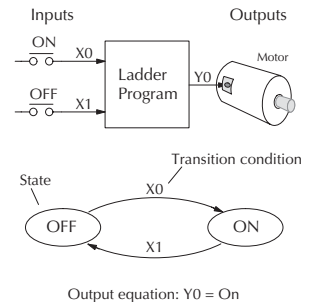 Inputs
Outputs
ON
X0
OFF
X1
Ladder
Program
Y0
Motor
Transition condition
State
X0
OFF
ON
X1
Output equation: Y0 = On